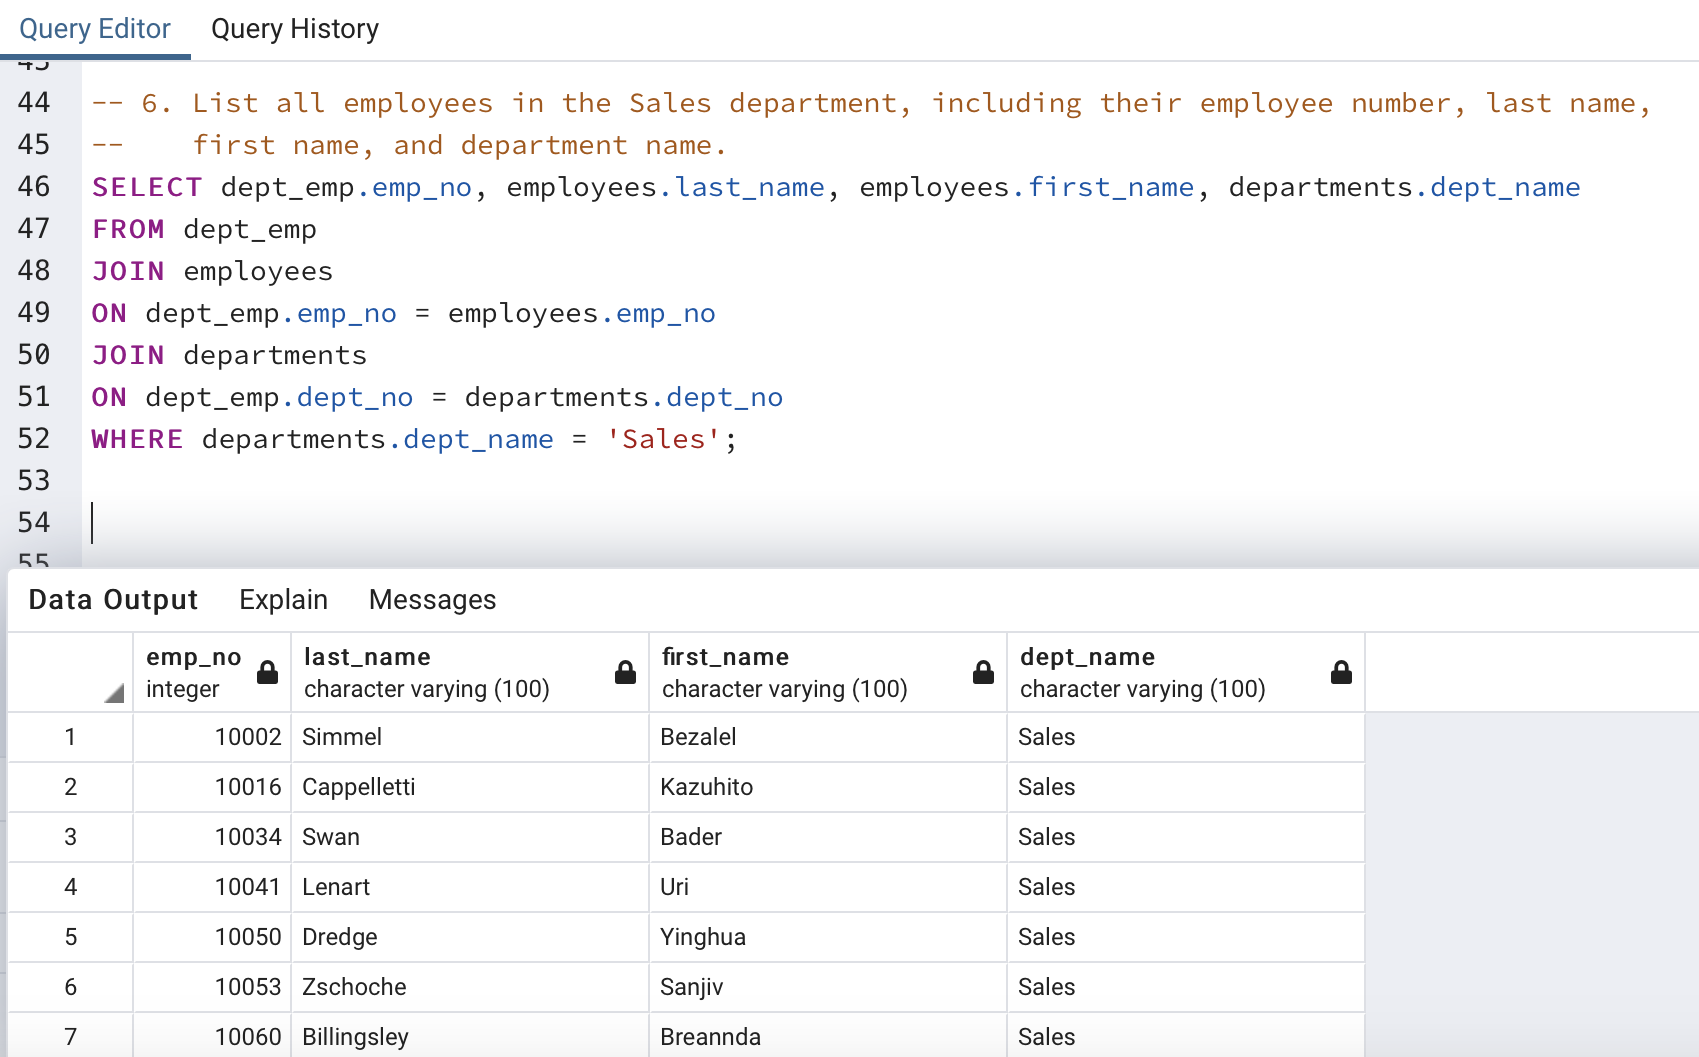 Query Editor Query History
44 -- 6. List all employees in the Sales department, including their employee number, last name,
45 --    first name, and department name.
46 SELECT dept_emp.emp_no, employees.last_name, employees.first_name, departments.dept_name
47 FROM dept_emp
48 JOIN employees
49 ON dept_emp.emp_no = employees.emp_no
50 JOIN departments
51 ON dept_emp.dept_no = departments.dept_no
52 WHERE departments.dept_name = 'Sales';
53
54
55
Data Output Explain Messages
emp_no last_name first_name dept_name
integer character varying (100) character varying (100) character varying (100)
1 10002 Simmel Bezalel Sales
2 10016 Cappelletti Kazuhito Sales
3 10034 Swan Bader Sales
4 10041 Lenart Uri Sales
5 10050 Dredge Yinghua Sales
6 10053 Zschoche Sanjiv Sales
7 10060 Billingsley Breannda Sales